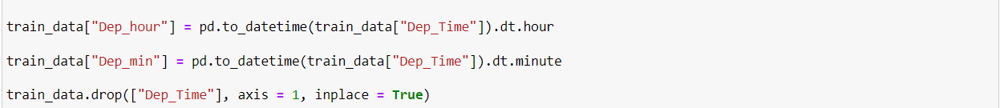 train_data["Dep_hour"] = pd.to_datetime(train_data["Dep_Time"]).dt.hour
train_data["Dep_min"] = pd.to_datetime(train_data["Dep_Time"]).dt.minute
train_data.drop(["Dep_Time"], axis = 1, inplace = True)